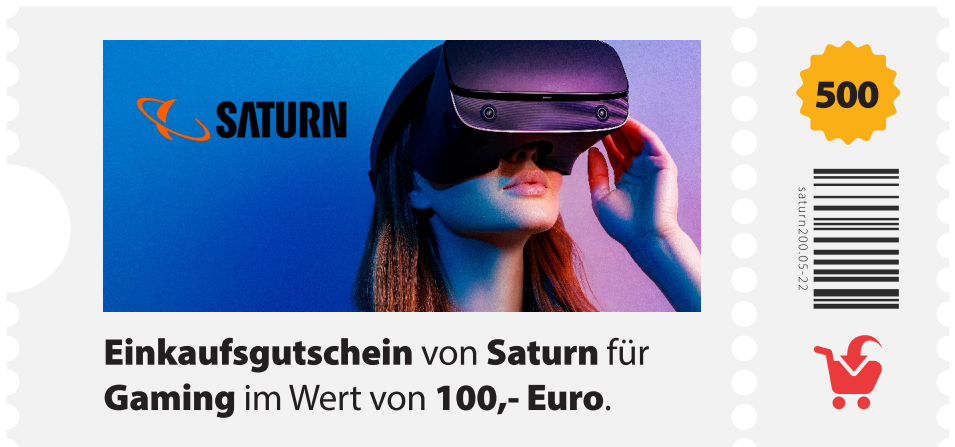 SATURN
500
saturn200.05-22
Einkaufsgutschein von Saturn für
Gaming im Wert von 100,- Euro.